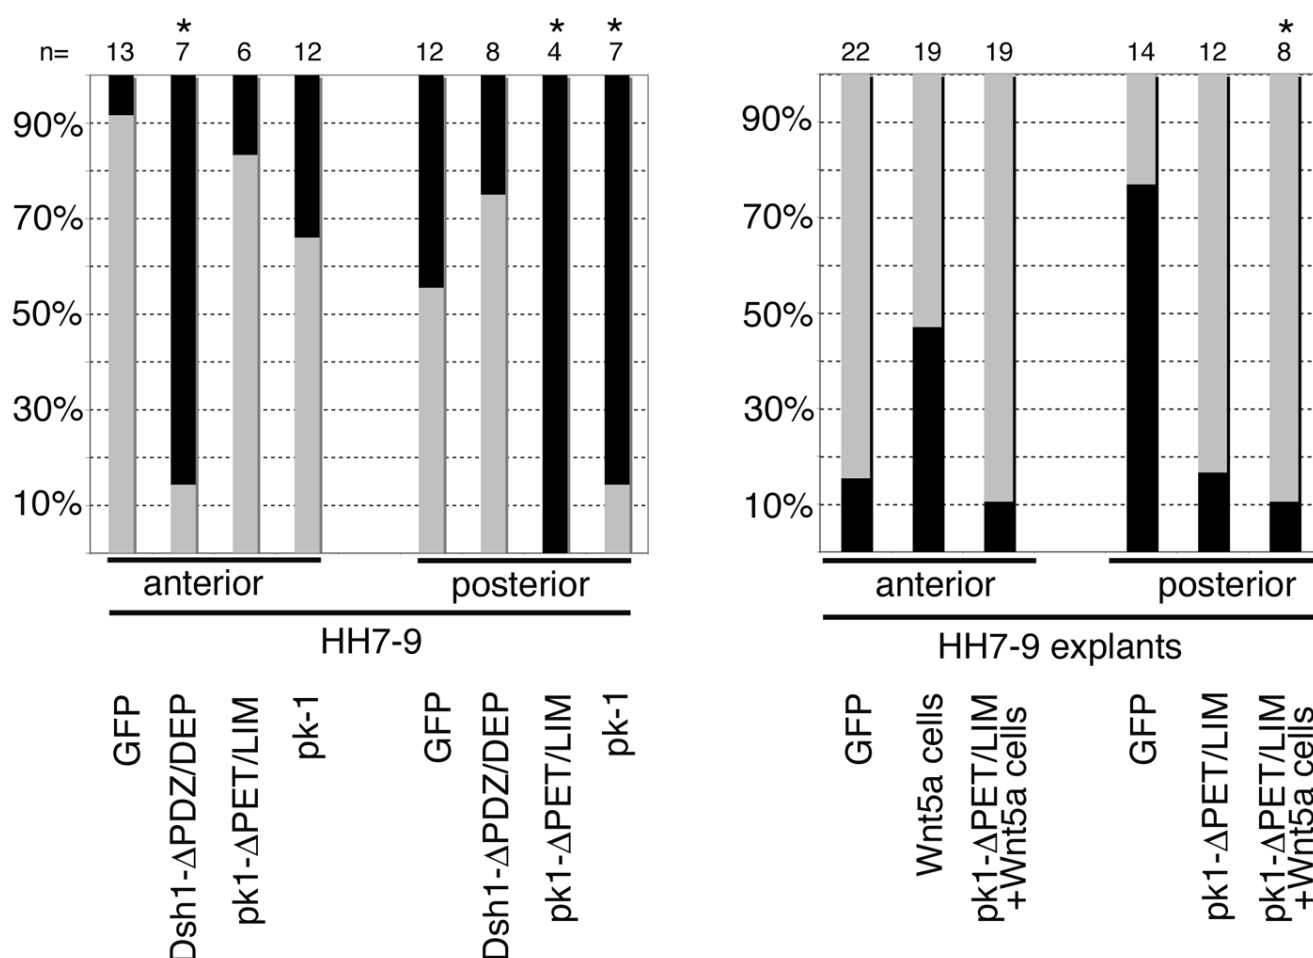 * * * *
n= 13 7 6 12 12 8 4 7 22 19 19 14 12 8
90% 90%
70% 70%
50% 50%
30% 30%
10% 10%
anterior posterior anterior posterior
HH7-9 HH7-9 explants
GFP
Dsh1-ΔPDZ/DEP
pk1-ΔPET/LIM
pk-1
GFP
Dsh1-ΔPDZ/DEP
pk1-ΔPET/LIM
pk-1
GFP
Wnt5a cells
pk1-ΔPET/LIM
+Wnt5a cells
GFP
pk1-ΔPET/LIM
pk1-ΔPET/LIM
+Wnt5a cells